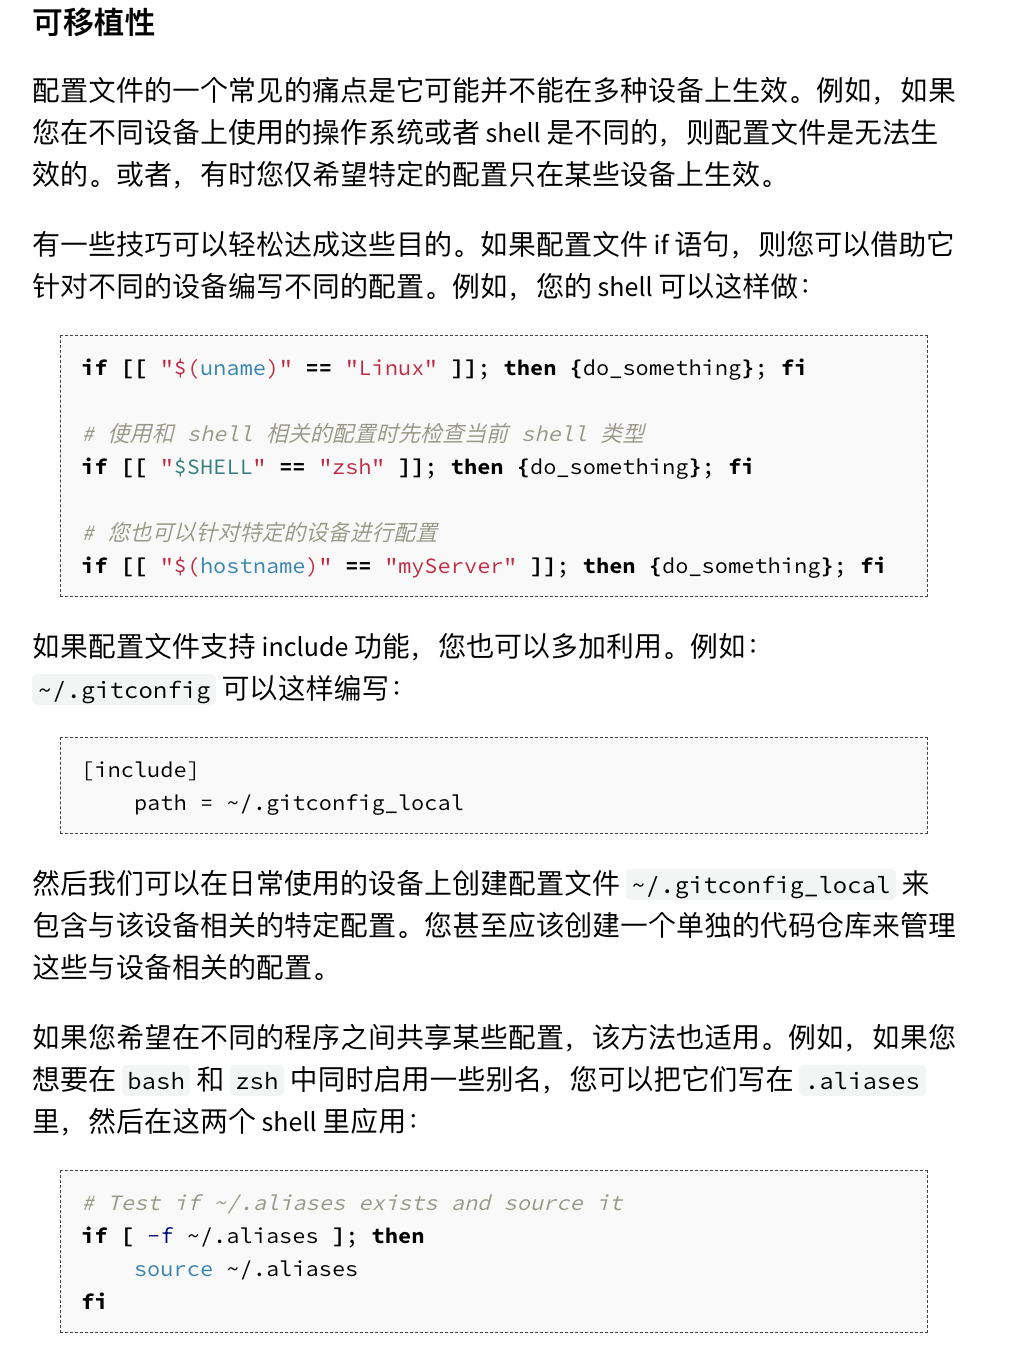 可移植性
配置文件的一个常见的痛点是它可能并不能在多种设备上生效。例如，如果
您在不同设备上使用的操作系统或者 shell 是不同的，则配置文件是无法生
效的。或者，有时您仅希望特定的配置只在某些设备上生效。
有一些技巧可以轻松达成这些目的。如果配置文件 if 语句，则您可以借助它
针对不同的设备编写不同的配置。例如，您的 shell 可以这样做：
if [[ "$(uname)" == "Linux" ]]; then {do_something}; fi
# 使用和 shell 相关的配置时先检查当前 shell 类型
if [[ "$SHELL" == "zsh" ]]; then {do_something}; fi
# 您也可以针对特定的设备进行配置
if [[ "$(hostname)" == "myServer" ]]; then {do_something}; fi
如果配置文件支持 include 功能，您也可以多加利用。例如：
~/.gitconfig 可以这样编写：
[include]
    path = ~/.gitconfig_local
然后我们可以在日常使用的设备上创建配置文件 ~/.gitconfig_local 来
包含与该设备相关的特定配置。您甚至应该创建一个单独的代码仓库来管理
这些与设备相关的配置。
如果您希望在不同的程序之间共享某些配置，该方法也适用。例如，如果您
想要在 bash 和 zsh 中同时启用一些别名，您可以把它们写在 .aliases
里，然后在这两个 shell 里应用：
# Test if ~/.aliases exists and source it
if [ -f ~/.aliases ]; then
    source ~/.aliases
fi